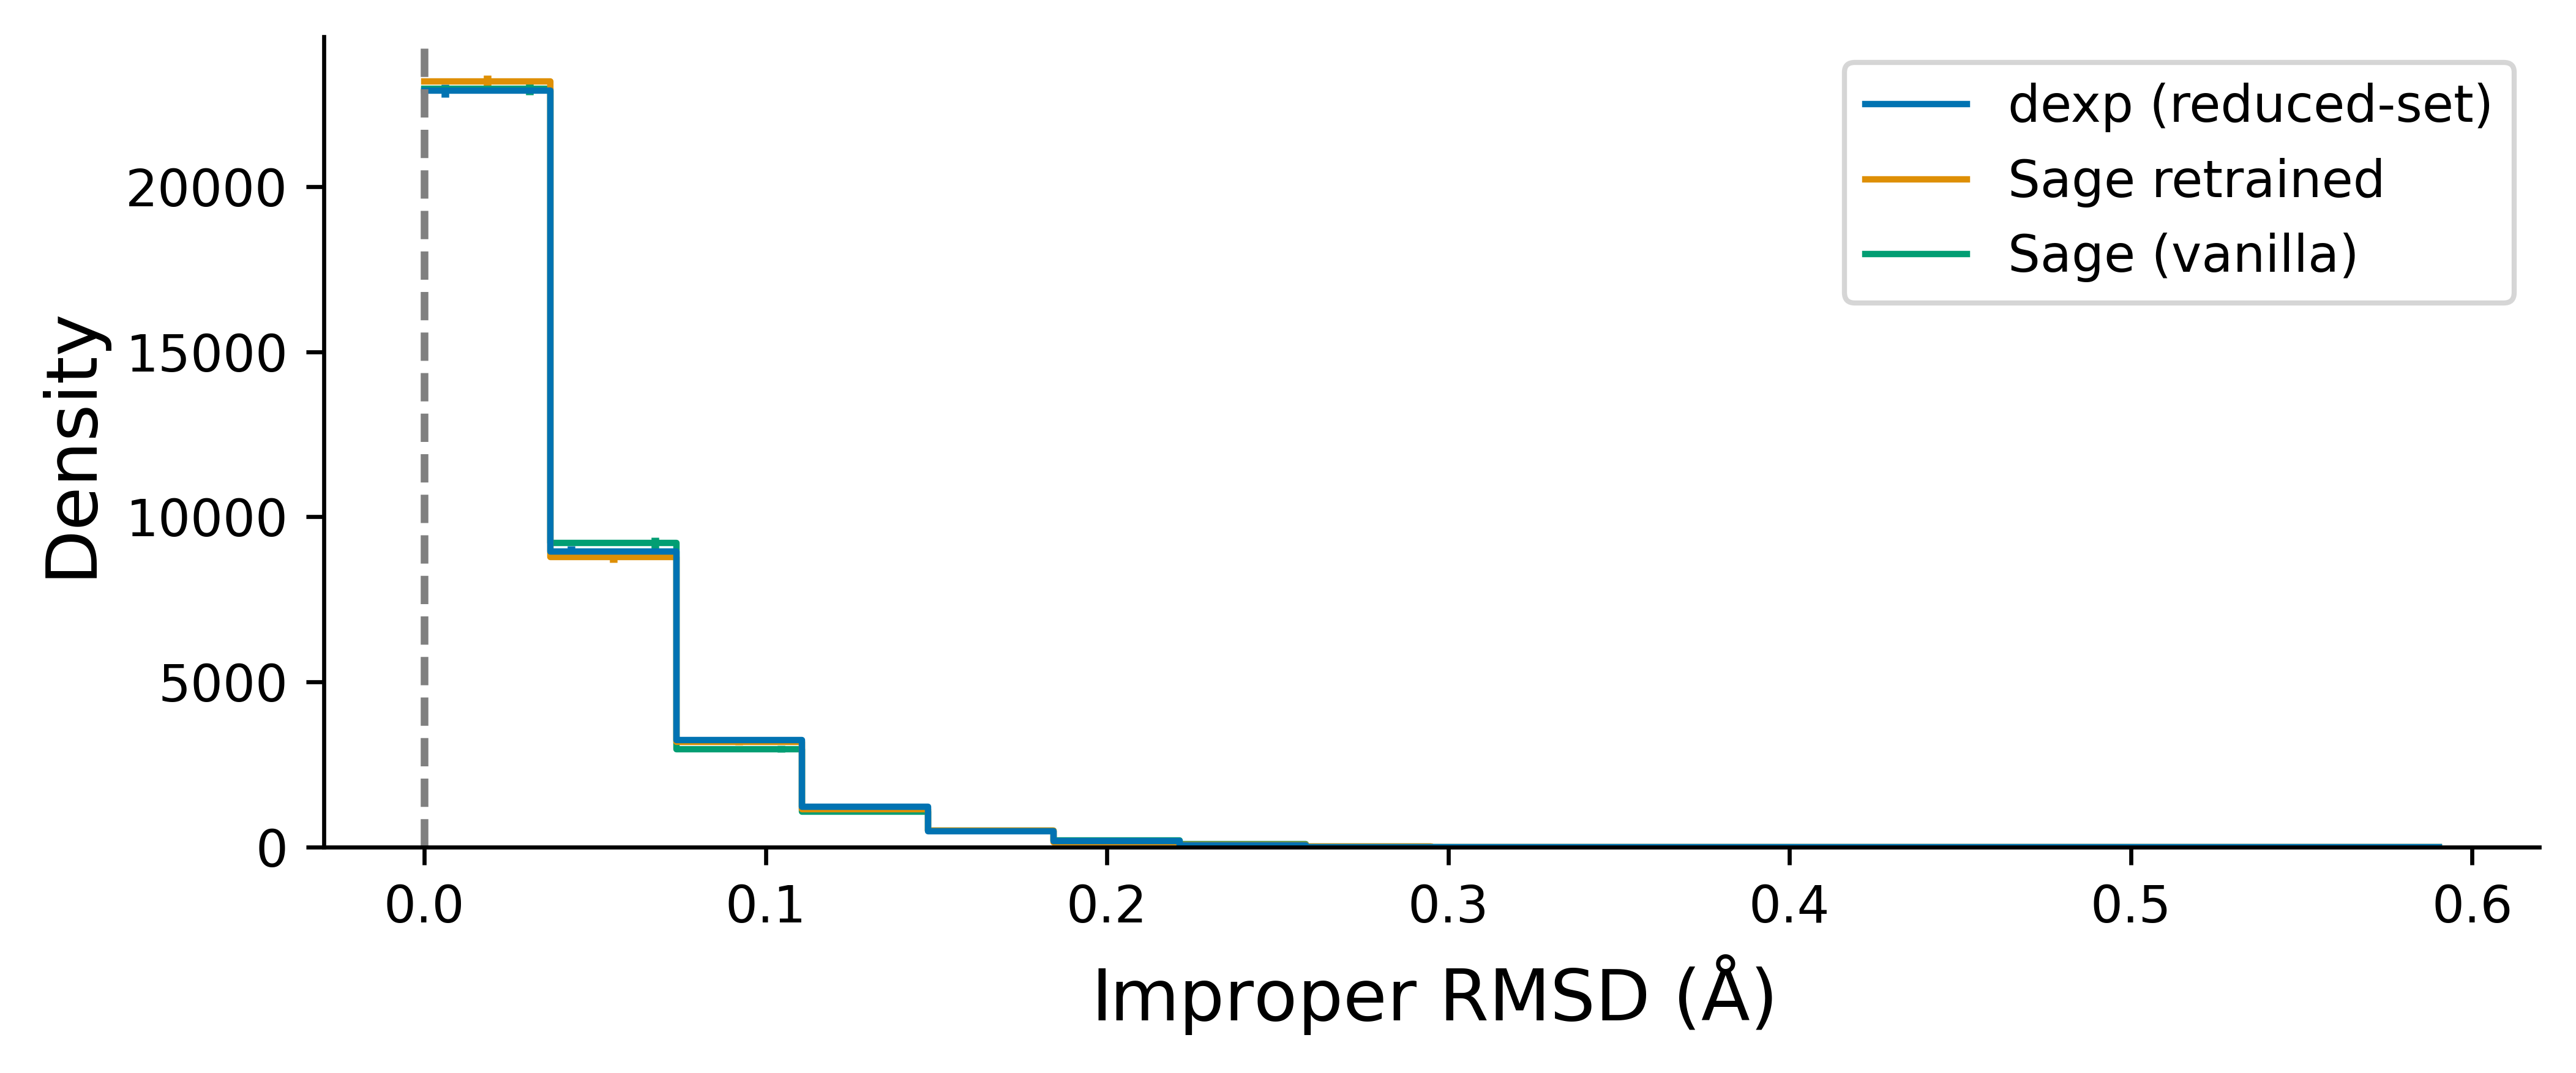 dexp (reduced-set)
Sage retrained
Sage (vanilla)
Density
20000
15000
10000
5000
0
0.0 0.1 0.2 0.3 0.4 0.5 0.6
Improper RMSD (Å)